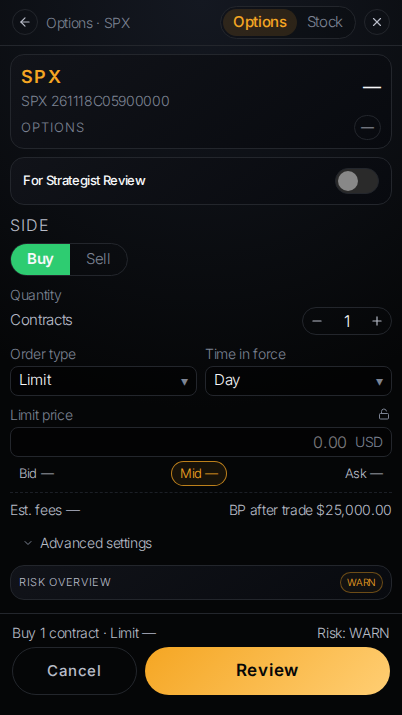 Options · SPX
Options Stock
SPX
SPX 261118C05900000
—
OPTIONS
—
For Strategist Review
SIDE
Buy Sell
Quantity
Contracts
− 1 +
Order type Time in force
Limit Day
Limit price
0.00 USD
Bid — Mid — Ask —
Est. fees — BP after trade $25,000.00
Advanced settings
RISK OVERVIEW WARN
Buy 1 contract · Limit — Risk: WARN
Cancel Review